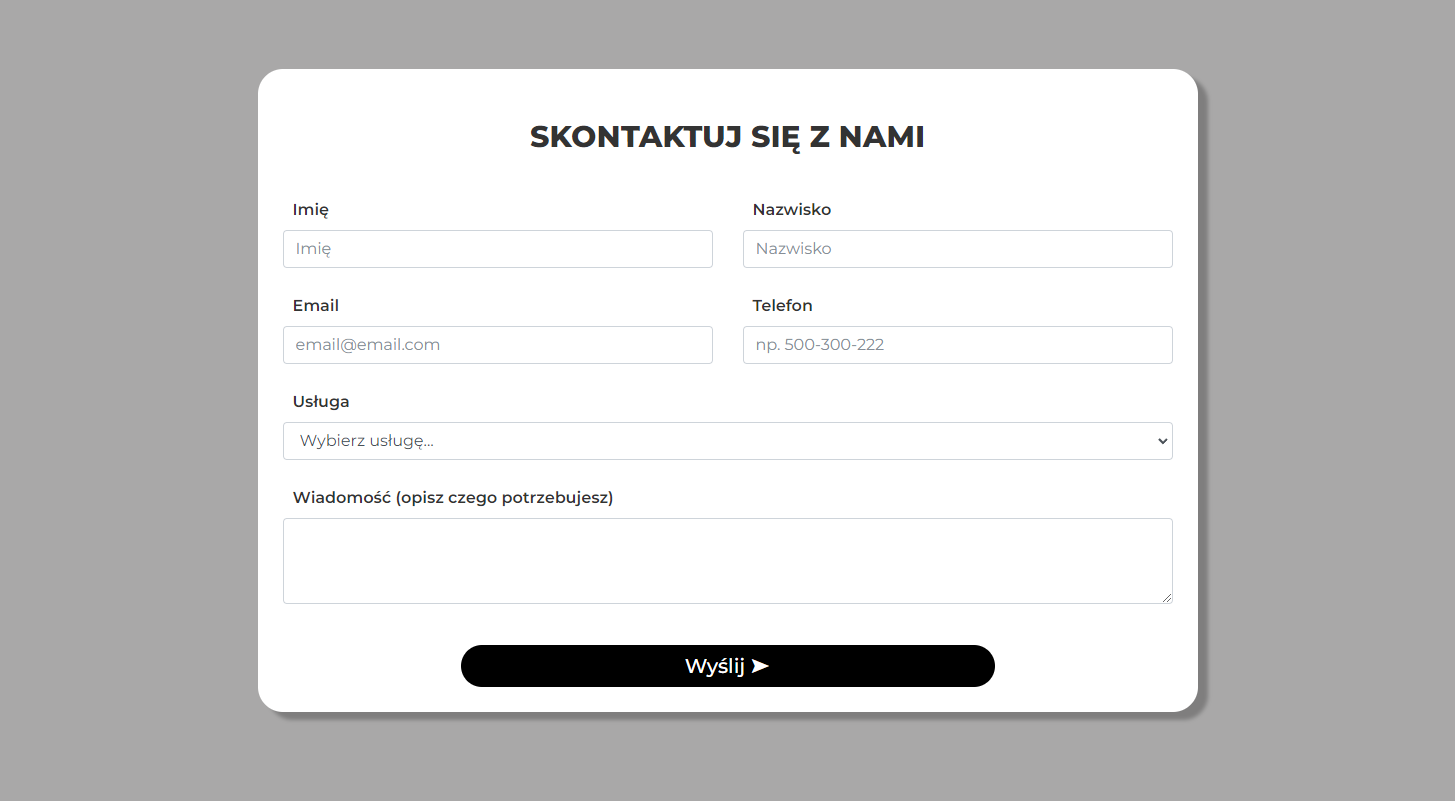 SKONTAKTUJ SIĘ Z NAMI
Imię Nazwisko
Imię Nazwisko
Email Telefon
email@email.com np. 500-300-222
Usługa
Wybierz usługę...
Wiadomość (opisz czego potrzebujesz)
Wyślij ➤